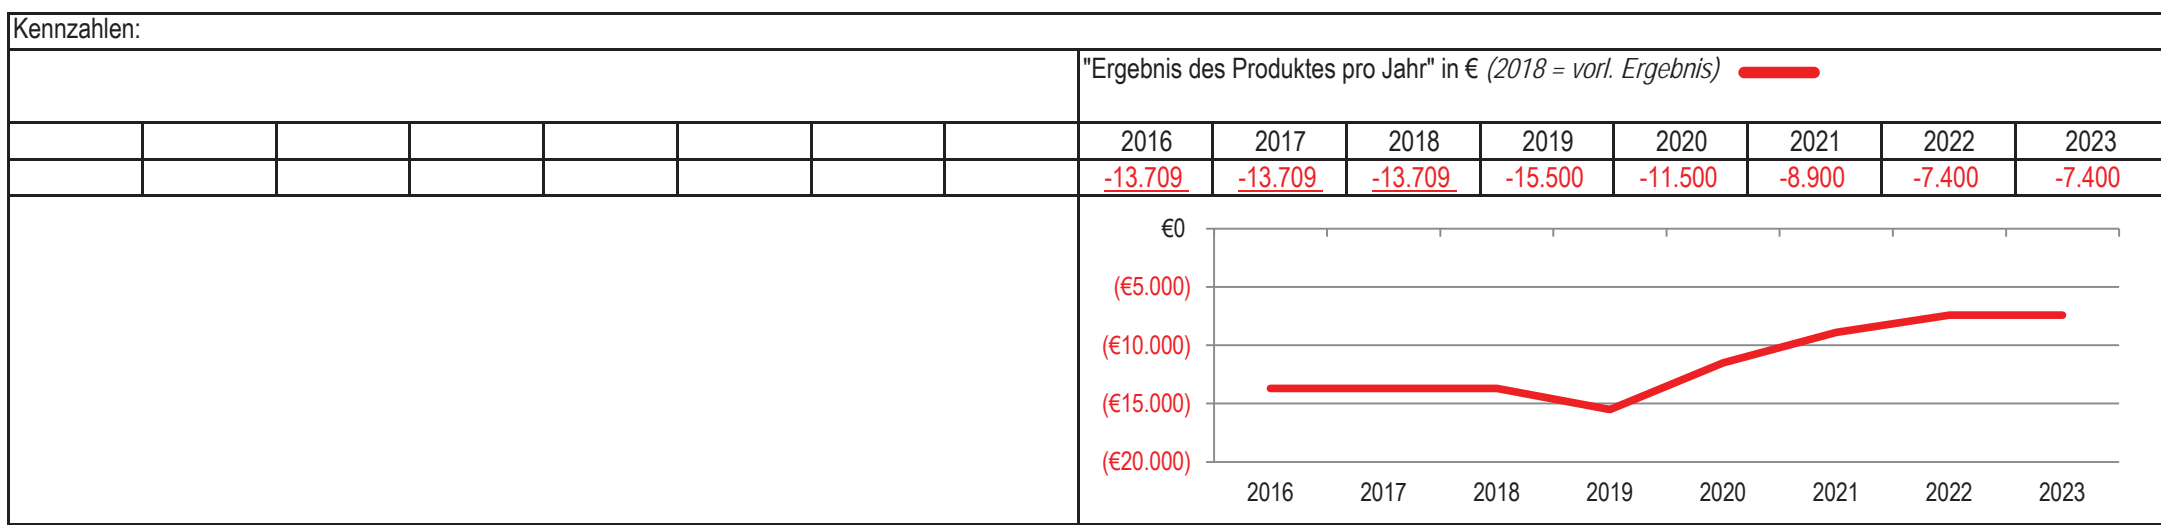 Kennzahlen:
"Ergebnis des Produktes pro Jahr" in € (2018 = vorl. Ergebnis)
2016 2017 2018 2019 2020 2021 2022 2023
-13.709 -13.709 -13.709 -15.500 -11.500 -8.900 -7.400 -7.400
€0
(€5.000)
(€10.000)
(€15.000)
(€20.000)
2016 2017 2018 2019 2020 2021 2022 2023